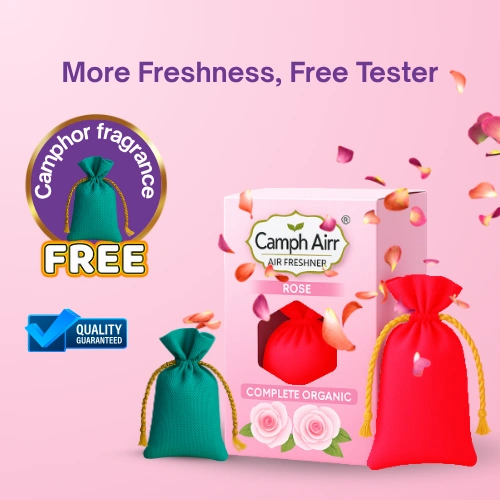 More Freshness, Free Tester
Camphor fragrance
FREE
QUALITY
GUARANTEED
Camph Airr
®
AIR FRESHNER
ROSE
COMPLETE ORGANIC